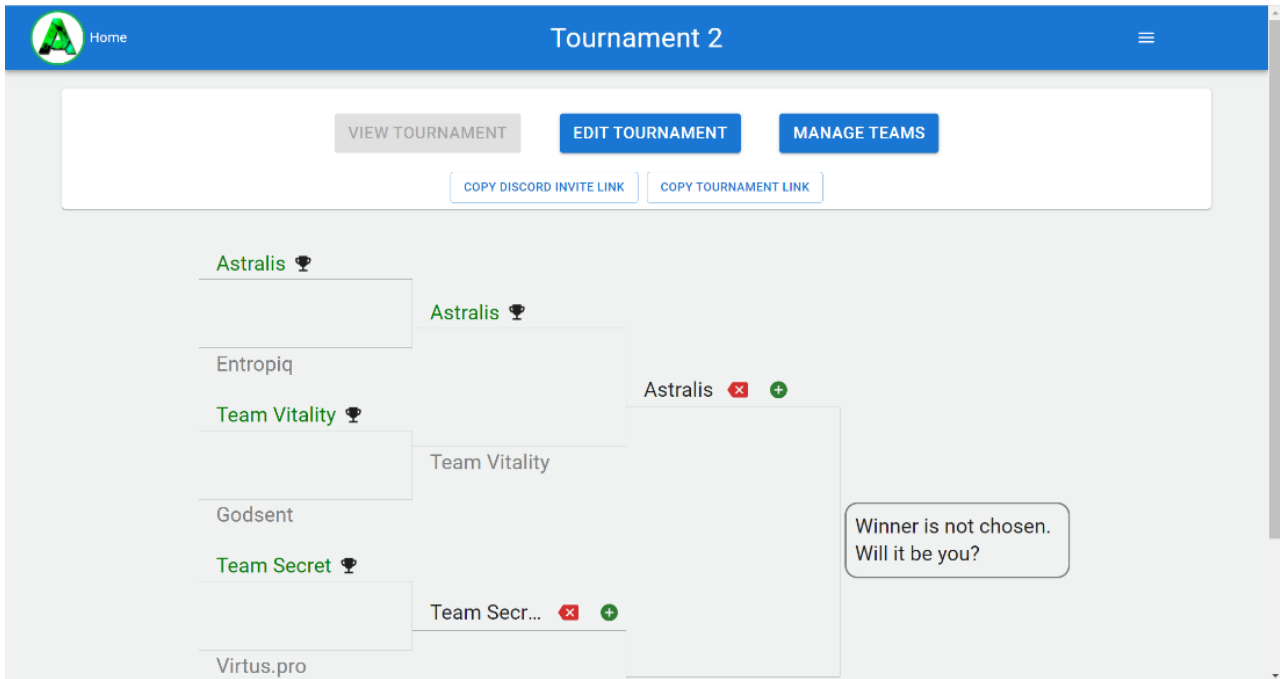 Home
Tournament 2
VIEW TOURNAMENT
EDIT TOURNAMENT
MANAGE TEAMS
COPY DISCORD INVITE LINK
COPY TOURNAMENT LINK
Astralis
Astralis
Entropiq
Astralis
Team Vitality
Team Vitality
Godsent
Winner is not chosen.
Will it be you?
Team Secret
Team Secr...
Virtus.pro